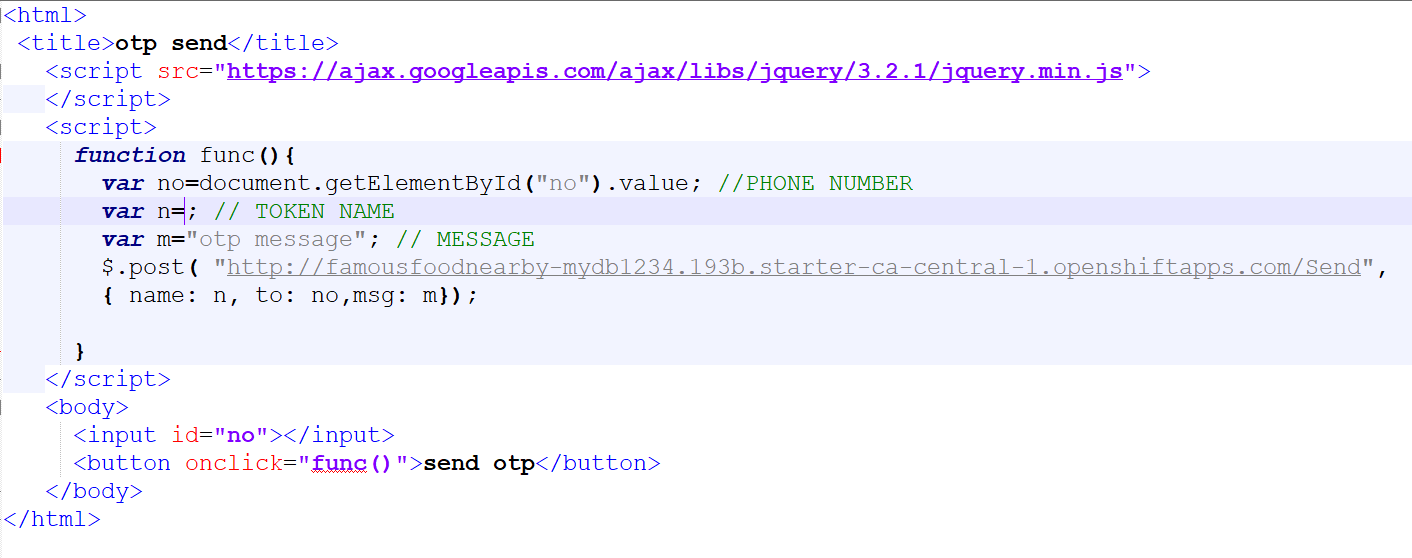 <html>
<title>otp send</title>
<script src="https://ajax.googleapis.com/ajax/libs/jquery/3.2.1/jquery.min.js">
</script>
<script>
function func(){
var no=document.getElementById("no").value; //PHONE NUMBER
var n=; // TOKEN NAME
var m="otp message"; // MESSAGE
$.post( "http://famousfoodnearby-mydb1234.193b.starter-ca-central-1.openshiftapps.com/Send",
{ name: n, to: no,msg: m});
}
</script>
<body>
<input id="no"></input>
<button onclick="func()">send otp</button>
</body>
</html>